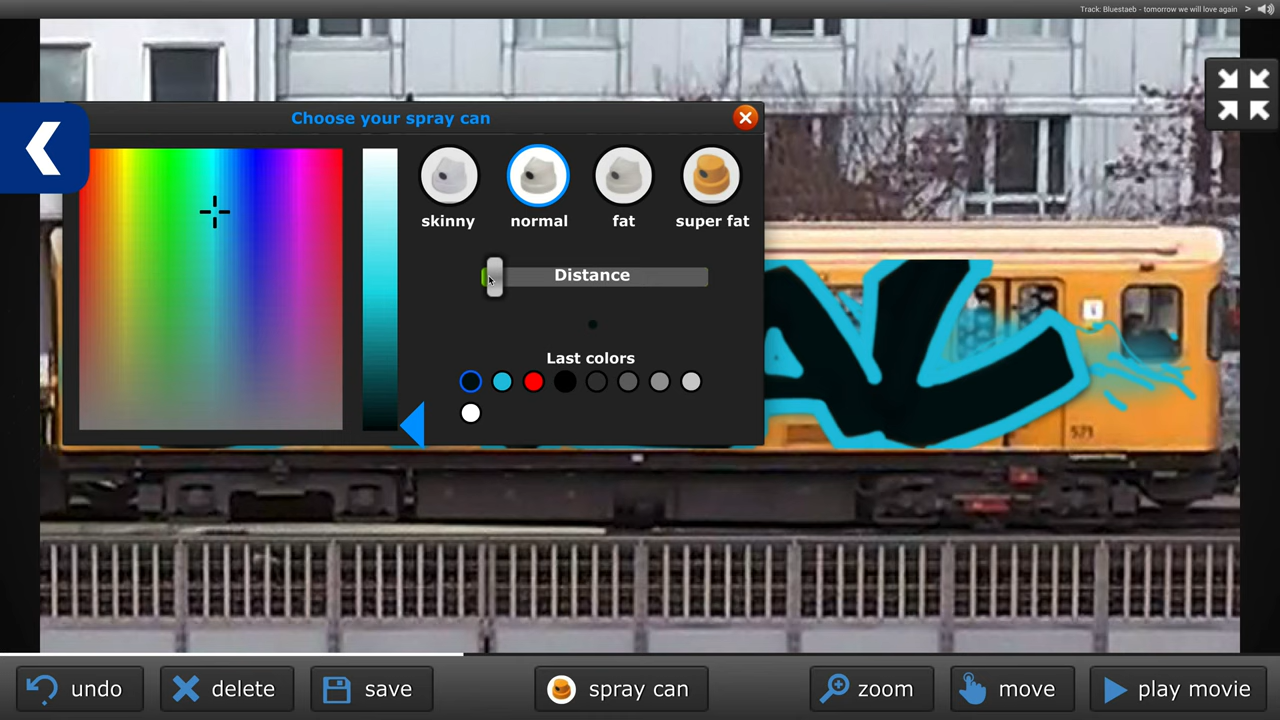 Track: Bluestaeb - tomorrow we will love again >
Choose your spray can
skinny normal fat super fat
Distance
Last colors
AL
i
571
undo delete save spray can zoom move play movie